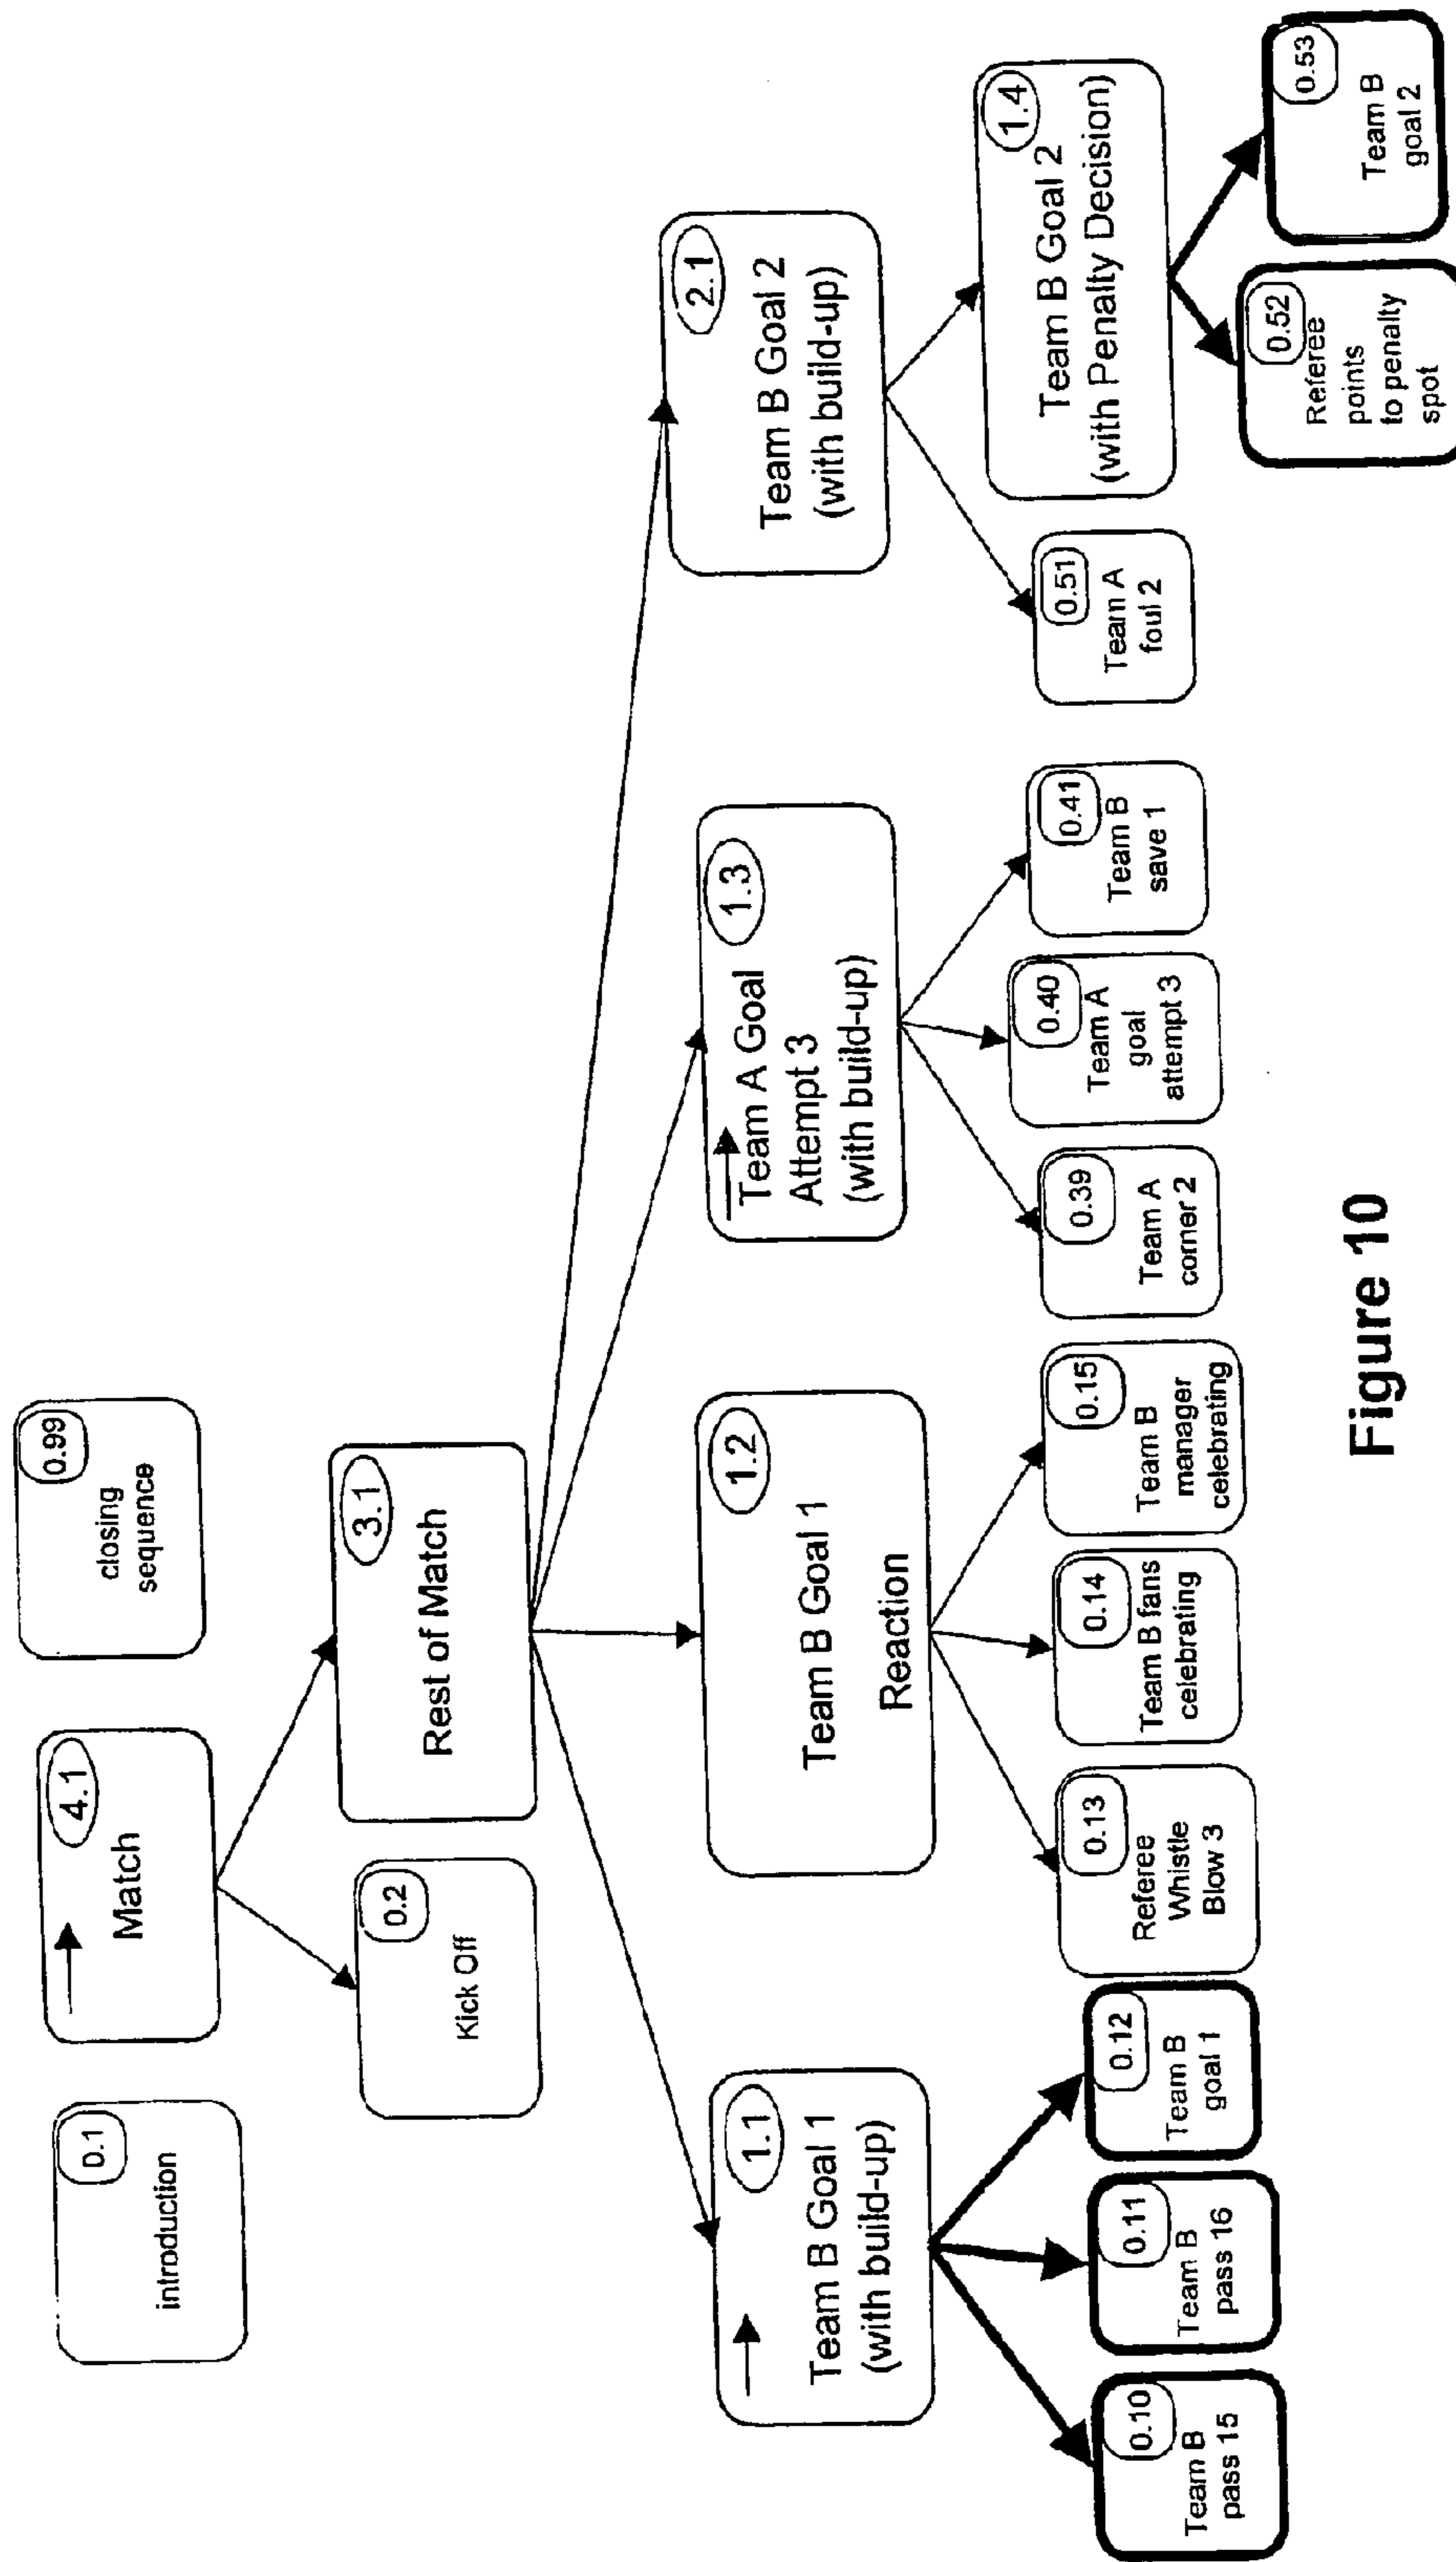 0.1
introduction
4.1
Match
0.99
closing
sequence
0.2
Kick Off
3.1
Rest of Match
1.1
Team B Goal 1
(with build-up)
1.2
Team B Goal 1
Reaction
1.3
Team A Goal
Attempt 3
(with build-up)
2.1
Team B Goal 2
(with build-up)
0.10
Team B
pass 15
0.11
Team B
pass 16
0.12
Team B
goal 1
0.13
Referee
Whistle
Blow 3
0.14
Team B fans
celebrating
0.15
Team B
manager
celebrating
0.39
Team A
corner 2
0.40
Team A
goal
attempt 3
0.41
Team B
save 1
0.51
Team A
foul 2
1.4
Team B Goal 2
(with Penalty Decision)
0.52
Referee
points
to penalty
spot
0.53
Team B
goal 2
Figure 10